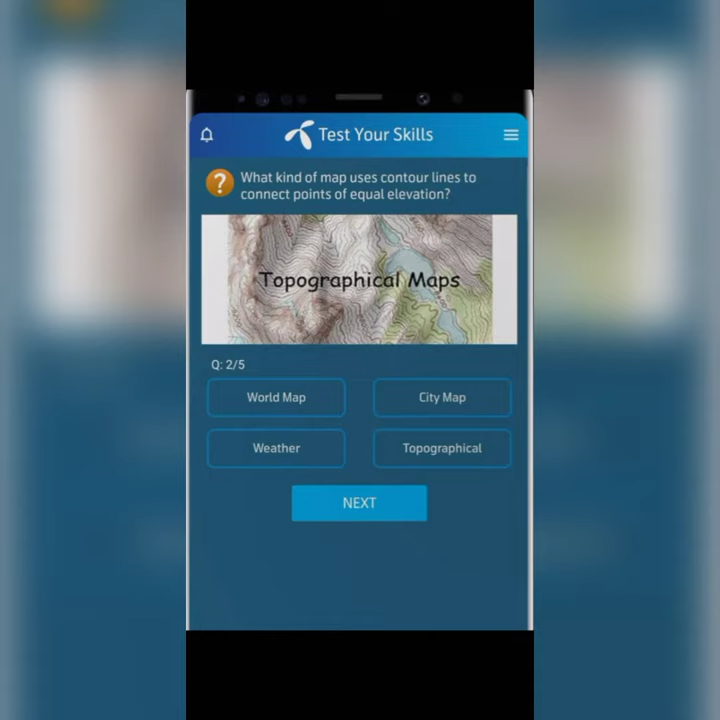 Test Your Skills
What kind of map uses contour lines to
connect points of equal elevation?
Topographical Maps
Q: 2/5
World Map
City Map
Weather
Topographical
NEXT